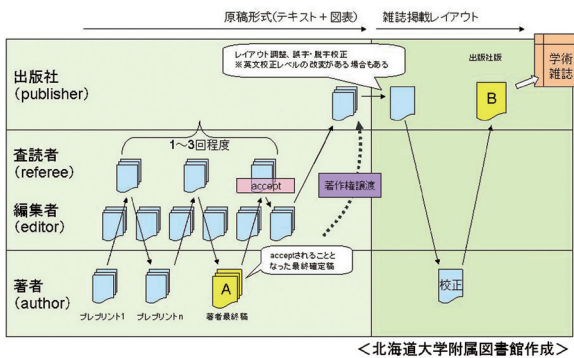 原稿形式(テキスト+図表)
雑誌掲載レイアウト
レイアウト調整、誤字・脱字校正
※英文校正レベルの改変がある場合もある
出版社版
学術
雑誌
出版社
(publisher)
B
1~3回程度
査読者
(referee)
accept
著作権譲渡
編集者
(editor)
acceptされることと
なった最終確定稿
著者
(author)
A
校正
プレプリント1
プレプリントn
著者最終稿
<北海道大学附属図書館作成>